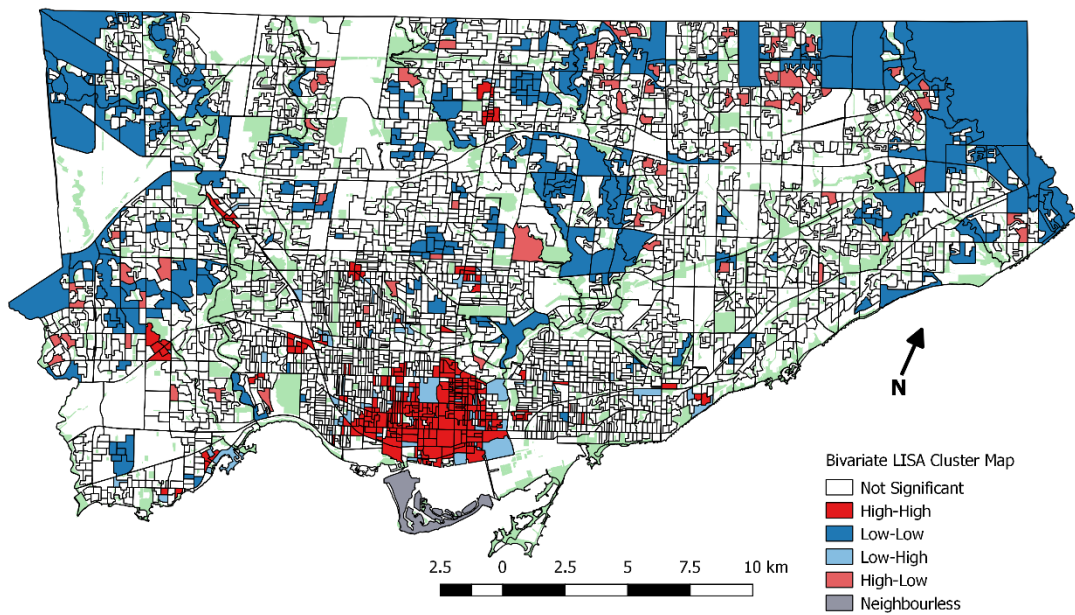 N
Bivariate LISA Cluster Map
Not Significant
High-High
Low-Low
Low-High
High-Low
Neighbourless
2.5 0 2.5 5 7.5 10 km